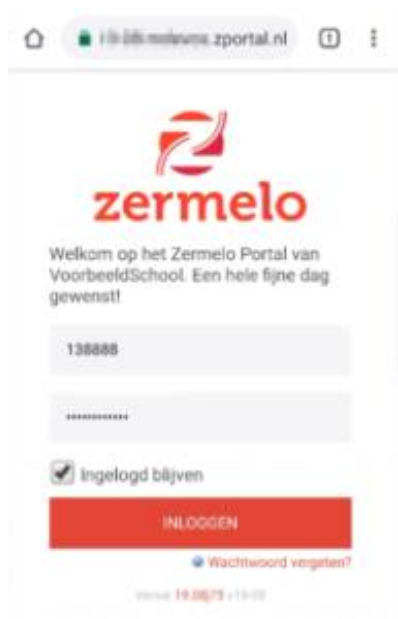 .zportal.nl
1
zermelo
Welkom op het Zermelo Portal van
VoorbeeldSchool. Een hele fijne dag
gewenst!
138888
Ingelogd blijven
INLOGGEN
Wachtwoord vergeten?